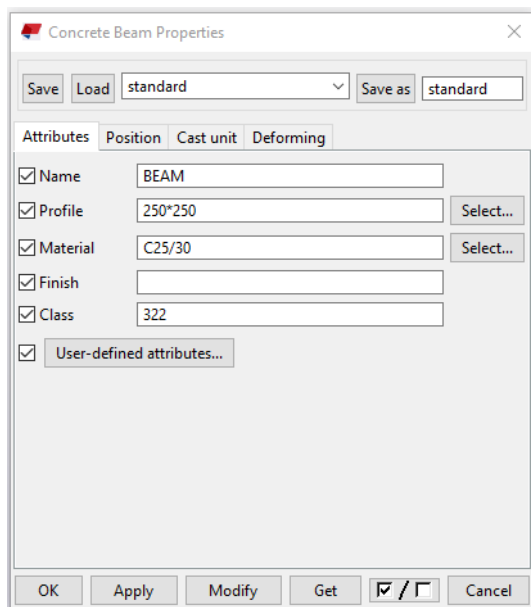 Concrete Beam Properties
Save Load standard Save as standard
Attributes Position Cast unit Deforming
Name BEAM
Profile 250*250 Select...
Material C25/30 Select...
Finish
Class 322
User-defined attributes...
OK Apply Modify Get / Cancel